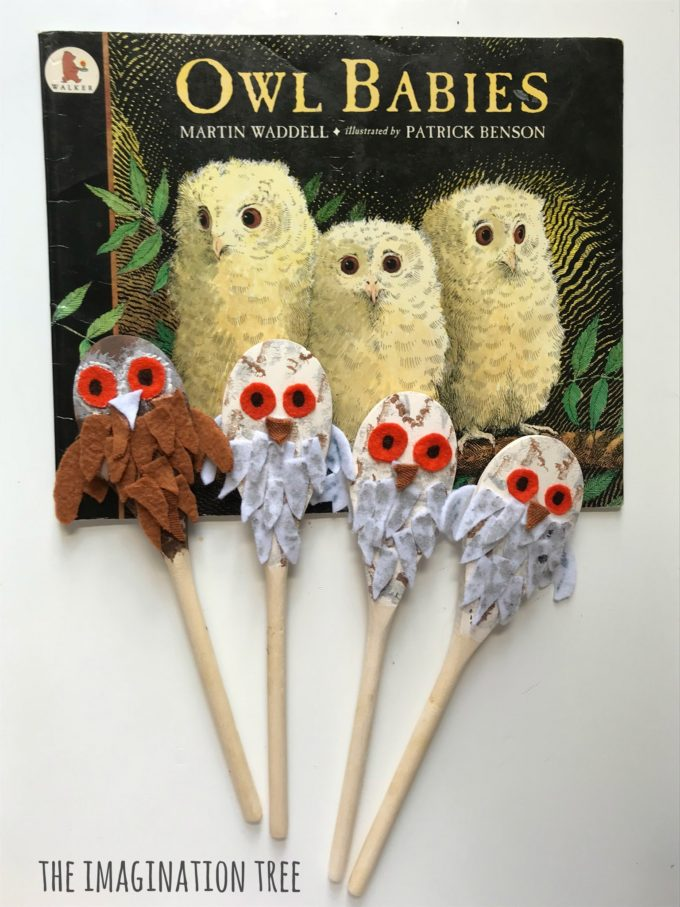 WALKER
OWL BABIES
MARTIN WADDELL ♦ illustrated by PATRICK BENSON
THE IMAGINATION TREE